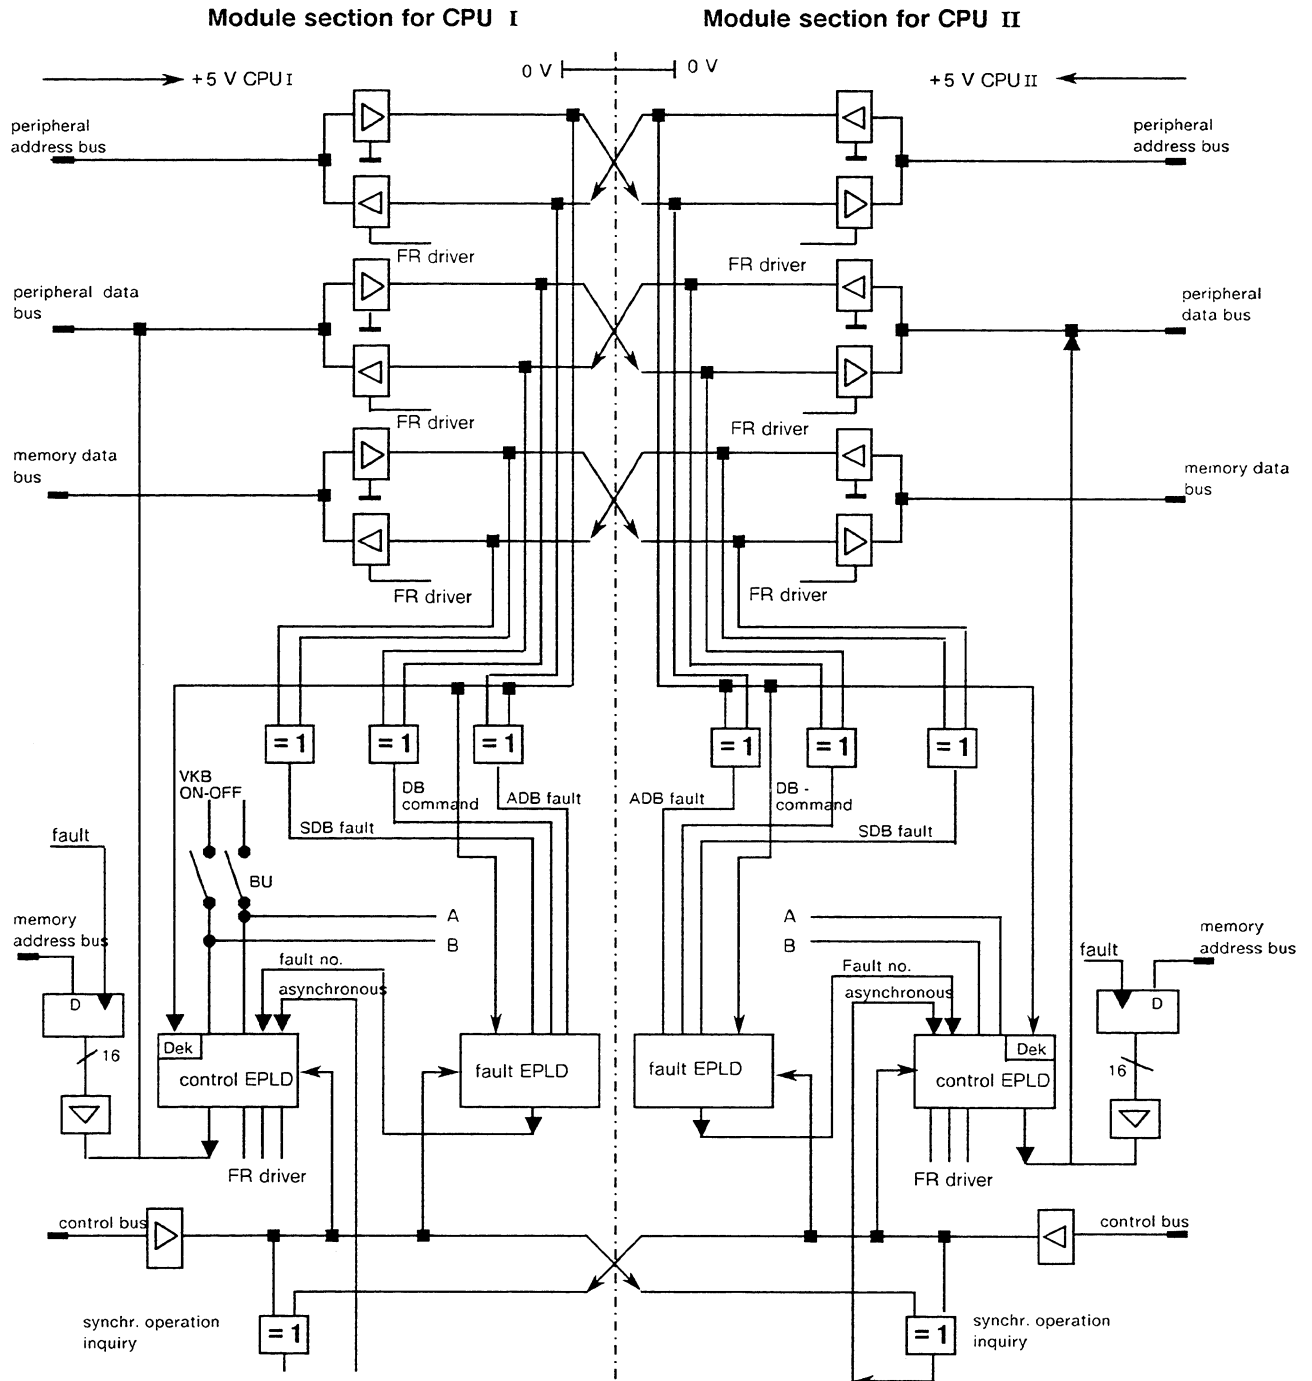 Module section for CPU I
Module section for CPU II
+5 V CPU I
0 V
0 V
+5 V CPU II
peripheral
address bus
peripheral
address bus
FR driver
FR driver
peripheral data
bus
peripheral
data bus
FR driver
FR driver
memory data
bus
memory data
bus
FR driver
FR driver
= 1
= 1
= 1
= 1
= 1
= 1
VKB
ON-OFF
DB
command
ADB fault
SDB fault
ADB fault
DB -
command
SDB fault
fault
BU
A
B
A
B
memory
address bus
memory
address bus
fault
fault no.
asynchronous
Fault no.
asynchronous
D
D
16
16
Dek
control EPLD
fault EPLD
fault EPLD
Dek
control EPLD
FR driver
FR driver
control bus
control bus
synchr. operation
inquiry
= 1
= 1
synchr. operation
inquiry